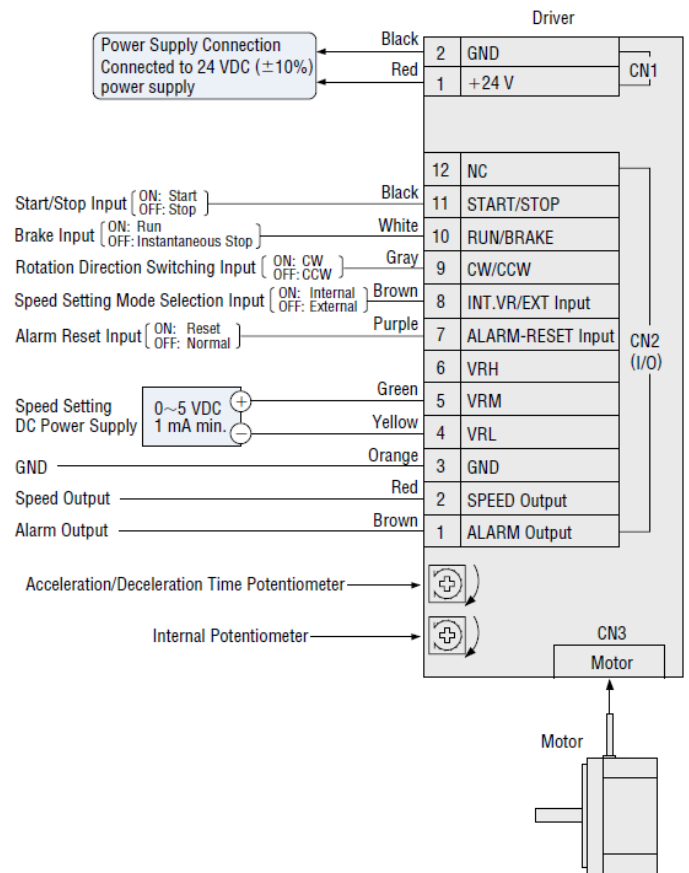 Driver
Power Supply Connection
Connected to 24 VDC (±10%)
power supply
Black
2 GND
Red
1 +24 V
CN1
12 NC
Start/Stop Input [ON: Start
OFF: Stop]
Black
11 START/STOP
Brake Input [ON: Run
OFF: Instantaneous Stop]
White
10 RUN/BRAKE
Rotation Direction Switching Input [ON: CW
OFF: CCW]
Gray
9 CW/CCW
Speed Setting Mode Selection Input [ON: Internal
OFF: External]
Brown
8 INT.VR/EXT Input
Alarm Reset Input [ON: Reset
OFF: Normal]
Purple
7 ALARM-RESET Input
CN2
(I/O)
6 VRH
Speed Setting
DC Power Supply
0～5 VDC
1 mA min.
+
−
Green
5 VRM
Yellow
4 VRL
GND
Orange
3 GND
Speed Output
Red
2 SPEED Output
Alarm Output
Brown
1 ALARM Output
Acceleration/Deceleration Time Potentiometer
Internal Potentiometer
CN3
Motor
Motor